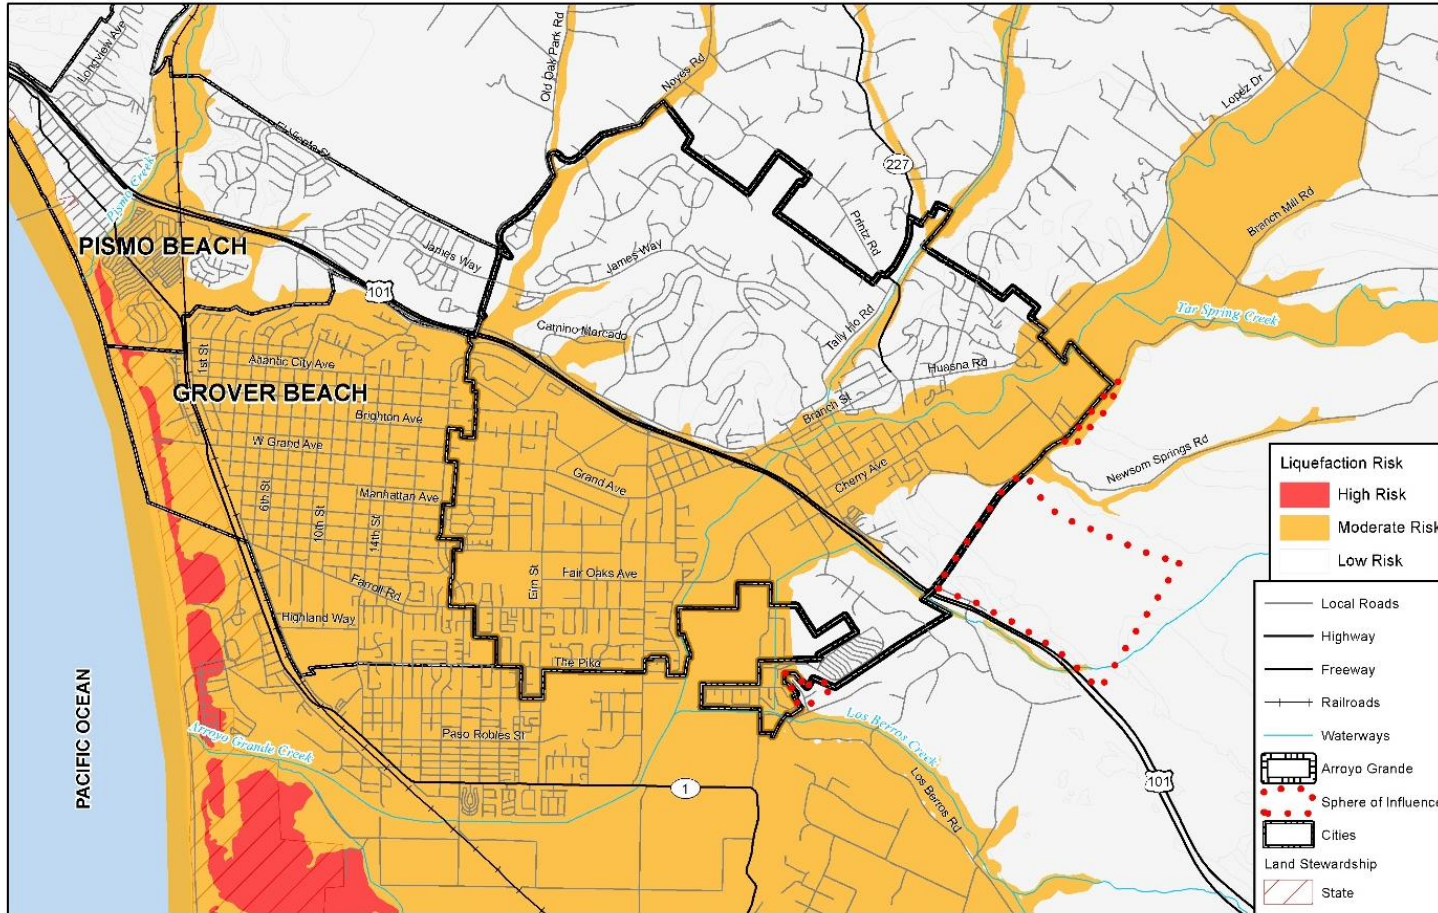 Longview Ave
Old Oak Park Rd
Noyes Rd
Lopez Dr
Pismo Creek
227
Branch Mill Rd
PISMO BEACH
James Way
James Way
Printz Rd
101
Tar Spring Creek
Camino Mercado
Tally Ho Rd
1st St
Atlantic City Ave
Huasna Rd
GROVER BEACH
Branch St
Brighton Ave
W Grand Ave
Newsom Springs Rd
Grand Ave
Cherry Ave
Manhattan Ave
6th St
10th St
14th St
Elm St
Fair Oaks Ave
Farroll Rd
Highland Way
The Pike
PACIFIC OCEAN
Arroyo Grande Creek
Paso Robles St
Los Berros Creek
Los Berros Rd
1
101
Liquefaction Risk
High Risk
Moderate Risk
Low Risk
Local Roads
Highway
Freeway
Railroads
Waterways
Arroyo Grande
Sphere of Influence
Cities
Land Stewardship
State